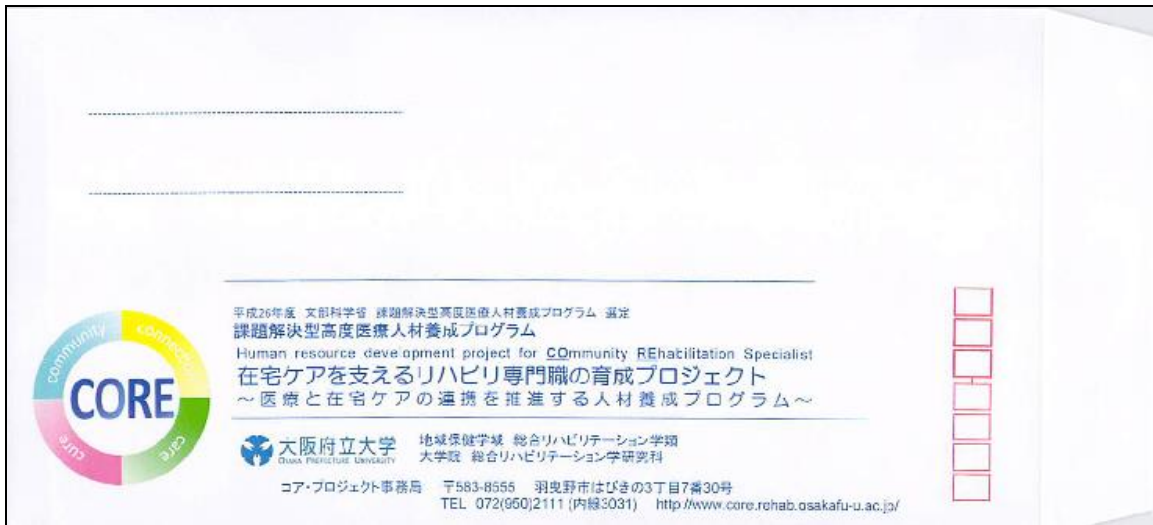 平成26年度 文部科学省 課題解決型高度医療人材養成プログラム 選定
課題解決型高度医療人材養成プログラム
Human resource development project for COmmunity REhabilitation Specialist
在宅ケアを支えるリハビリ専門職の育成プロジェクト
～医療と在宅ケアの連携を推進する人材養成プログラム～
community
connection
CORE
cure
care
大阪府立大学
OSAKA PREFECTURE UNIVERSITY
地域保健学域 総合リハビリテーション学類
大学院 総合リハビリテーション学研究科
コア・プロジェクト事務局 〒583-8555 羽曳野市はびきの3丁目7番30号
TEL 072(950)2111 (内線3031) http://www.core.rehab.osakafu-u.ac.jp/